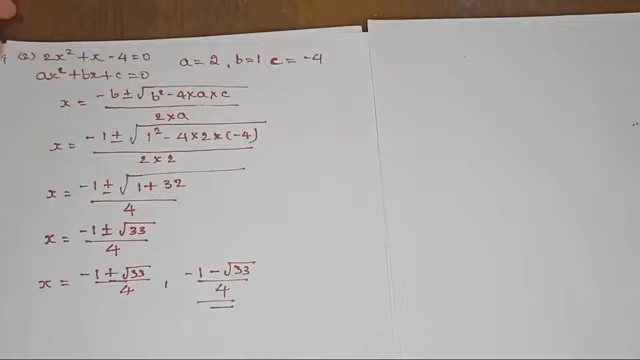 (2) 2x² + x - 4 = 0 a = 2, b = 1 c = -4
ax² + bx + c = 0
x = -b ± √b² - 4×a×c / 2×a
x = -1 ± √1² - 4×2×(-4) / 2×2
x = -1 ± √1 + 32 / 4
x = -1 ± √33 / 4
x = -1 + √33 / 4 , -1 - √33 / 4